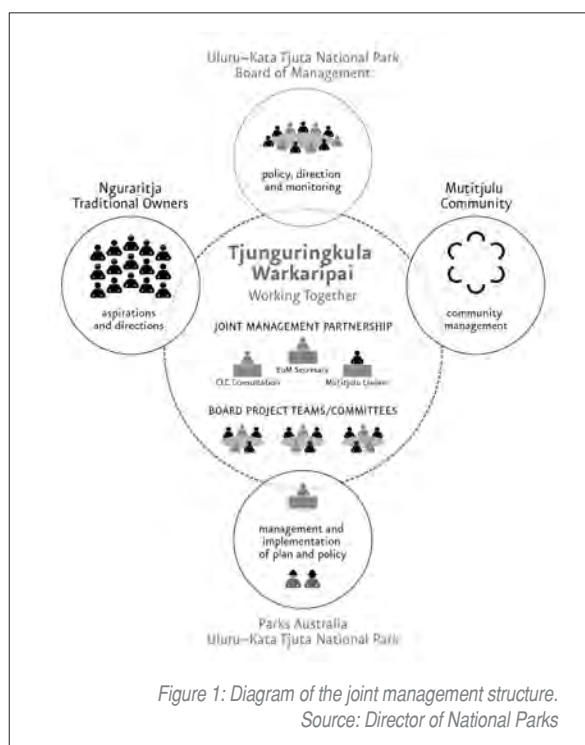 Uluru–Kata Tjuta National Park
Board of Management
policy, direction
and monitoring
Nguraritja
Traditional Owners
aspirations
and directions
Mutitjulu
Community
community
management
Tjunguringkula
Warkaripai
Working Together
JOINT MANAGEMENT PARTNERSHIP
BoM Secretary
CLC Consultation
Mutitjulu Liaison
BOARD PROJECT TEAMS/COMMITTEES
management and
implementation
of plan and policy
Parks Australia
Uluru–Kata Tjuta National Park
Figure 1: Diagram of the joint management structure.
Source: Director of National Parks